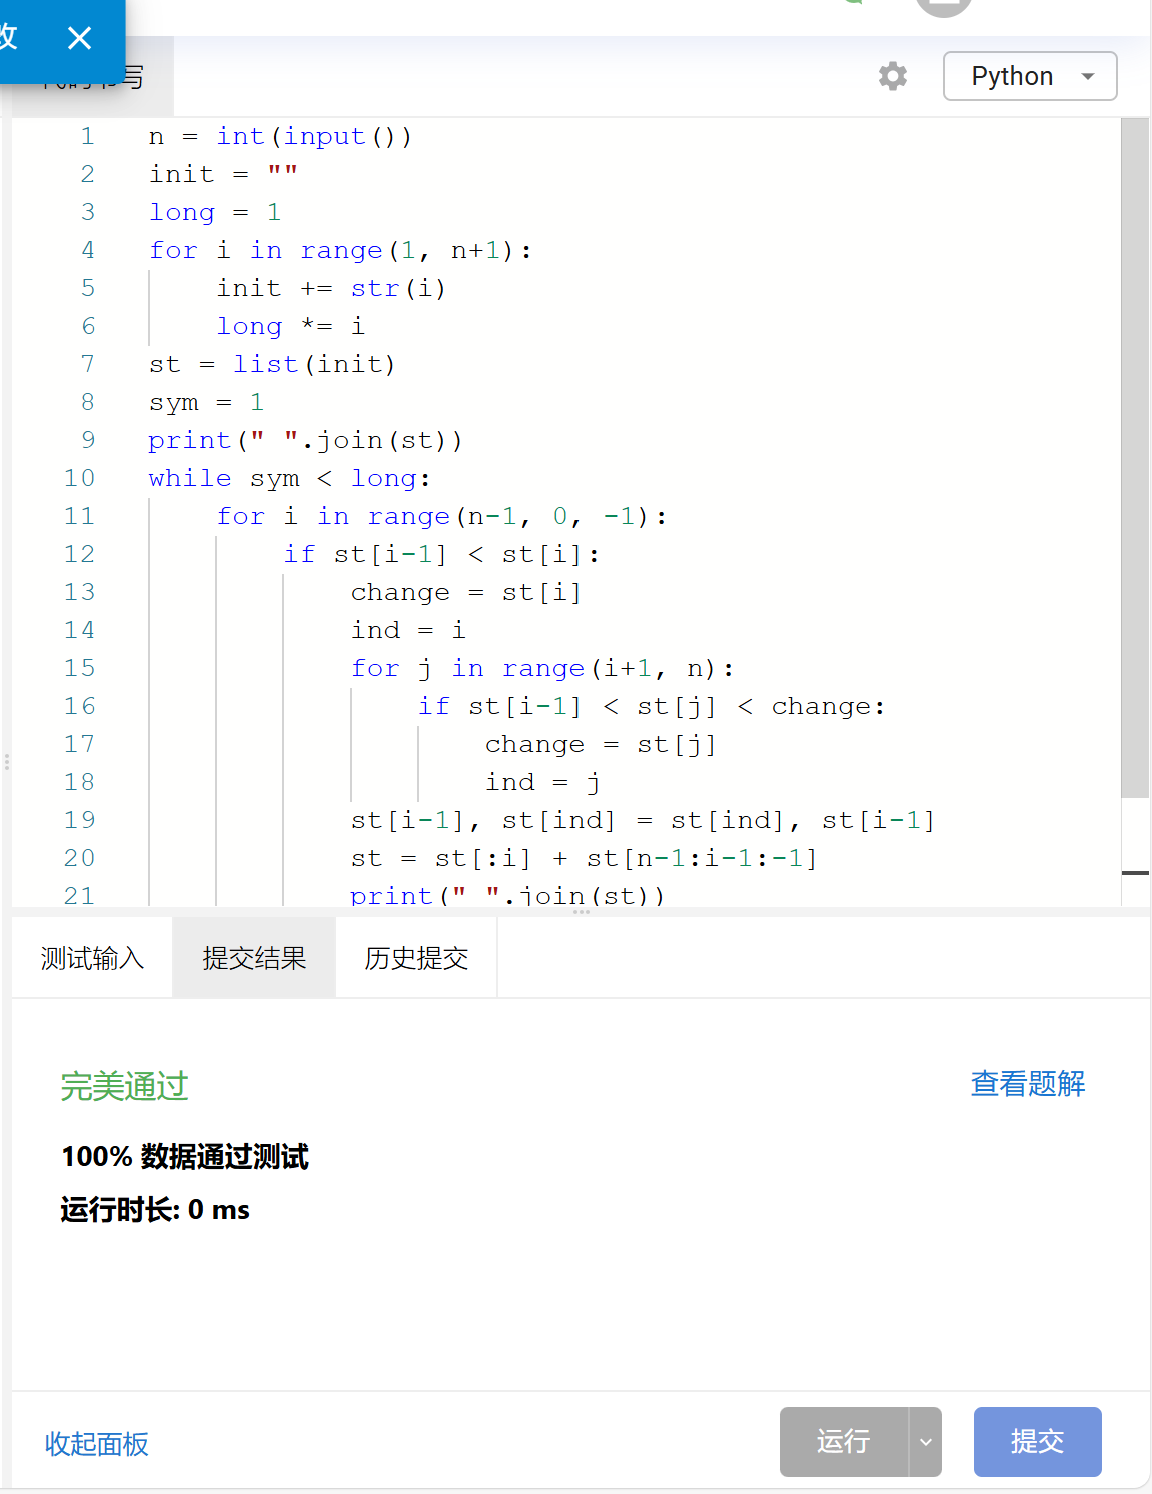 改 ×
代码书写
Python
1 n = int(input())
2 init = ""
3 long = 1
4 for i in range(1, n+1):
5 init += str(i)
6 long *= i
7 st = list(init)
8 sym = 1
9 print(" ".join(st))
10 while sym < long:
11 for i in range(n-1, 0, -1):
12 if st[i-1] < st[i]:
13 change = st[i]
14 ind = i
15 for j in range(i+1, n):
16 if st[i-1] < st[j] < change:
17 change = st[j]
18 ind = j
19 st[i-1], st[ind] = st[ind], st[i-1]
20 st = st[:i] + st[n-1:i-1:-1]
21 print(" ".join(st))
测试输入 提交结果 历史提交
完美通过
查看题解
100% 数据通过测试
运行时长: 0 ms
收起面板
运行
提交